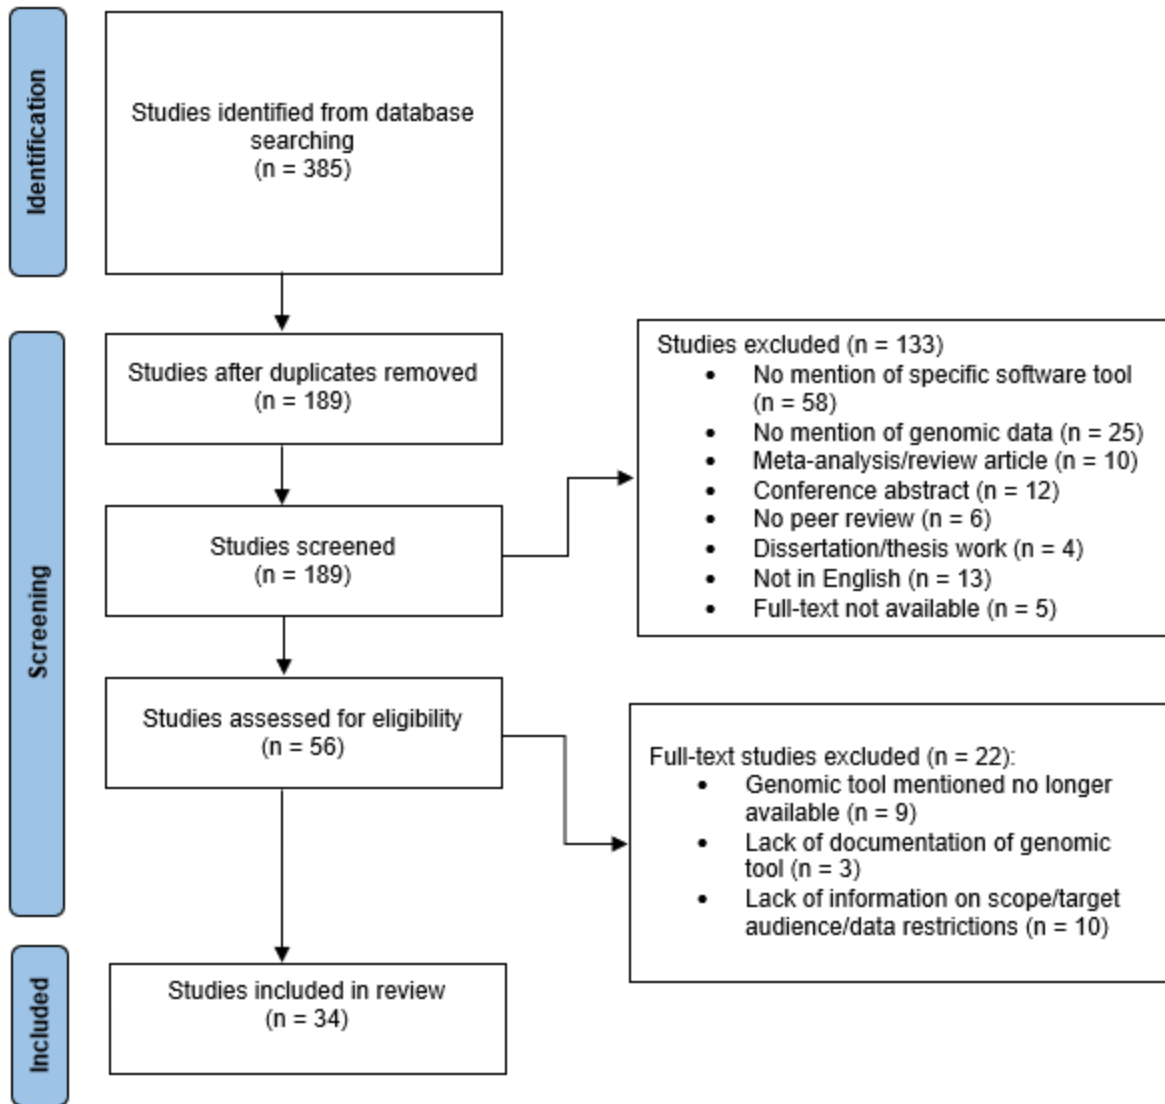 Identification
Studies identified from database
searching
(n = 385)
Screening
Studies after duplicates removed
(n = 189)
Studies screened
(n = 189)
Studies excluded (n = 133)
• No mention of specific software tool
(n = 58)
• No mention of genomic data (n = 25)
• Meta-analysis/review article (n = 10)
• Conference abstract (n = 12)
• No peer review (n = 6)
• Dissertation/thesis work (n = 4)
• Not in English (n = 13)
• Full-text not available (n = 5)
Studies assessed for eligibility
(n = 56)
Full-text studies excluded (n = 22):
• Genomic tool mentioned no longer
available (n = 9)
• Lack of documentation of genomic
tool (n = 3)
• Lack of information on scope/target
audience/data restrictions (n = 10)
Included
Studies included in review
(n = 34)